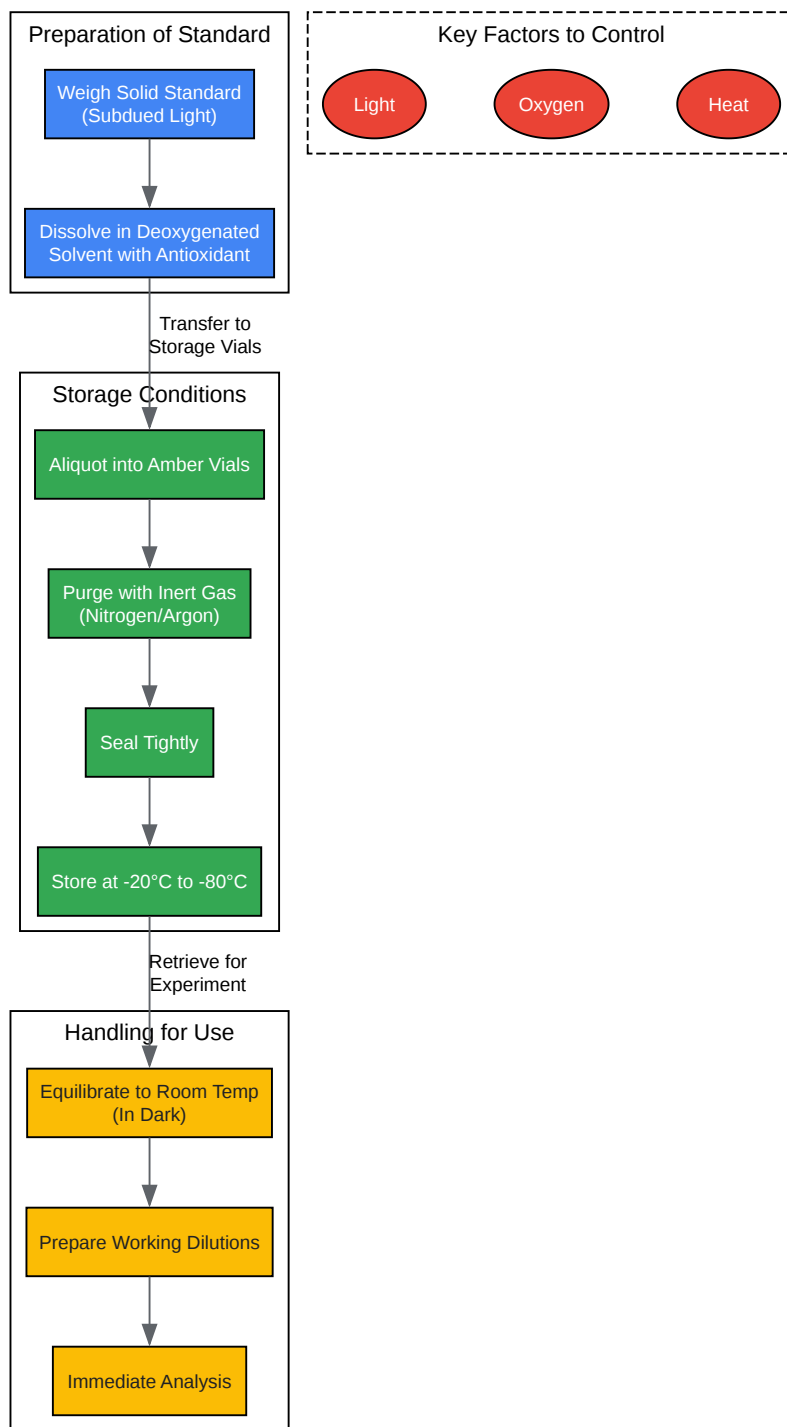 Preparation of Standard
Weigh Solid Standard
(Subdued Light)
Dissolve in Deoxygenated
Solvent with Antioxidant
Transfer to
Storage Vials
Storage Conditions
Aliquot into Amber Vials
Purge with Inert Gas
(Nitrogen/Argon)
Seal Tightly
Store at -20°C to -80°C
Retrieve for
Experiment
Handling for Use
Equilibrate to Room Temp
(In Dark)
Prepare Working Dilutions
Immediate Analysis
Key Factors to Control
Light
Oxygen
Heat